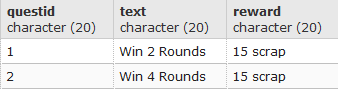 questid text reward
character (20) character (20) character (20)
1 Win 2 Rounds 15 scrap
2 Win 4 Rounds 15 scrap